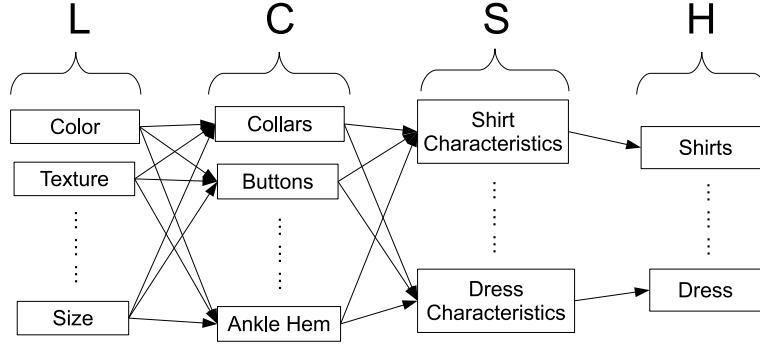 L
C
S
H
Color
Texture
Size
Collars
Buttons
Ankle Hem
Shirt
Characteristics
Dress
Characteristics
Shirts
Dress